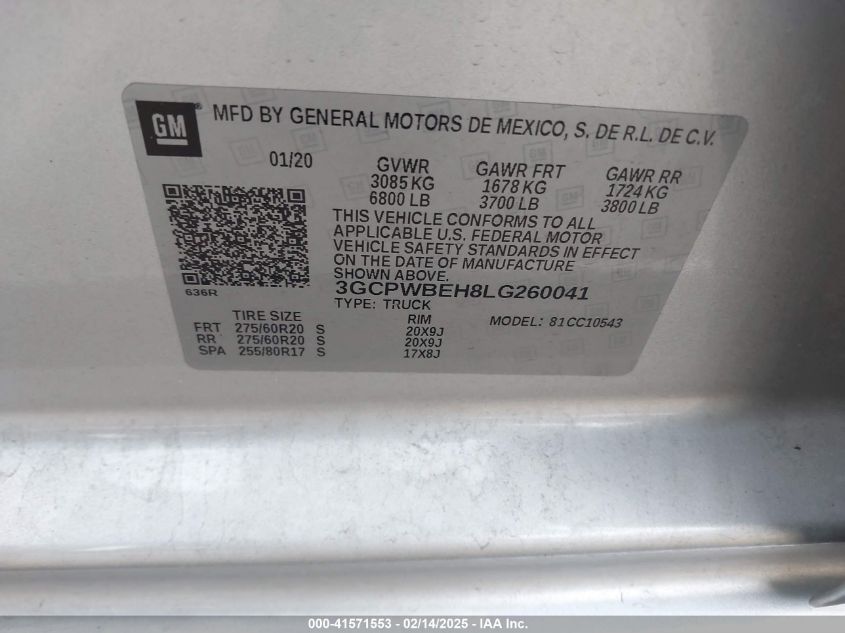 GM®
MFD BY GENERAL MOTORS DE MEXICO, S. DE R.L. DE C.V.
01/20 GVWR GAWR FRT GAWR RR
3085 KG 1678 KG 1724 KG
6800 LB 3700 LB 3800 LB
THIS VEHICLE CONFORMS TO ALL
APPLICABLE U.S. FEDERAL MOTOR
VEHICLE SAFETY STANDARDS IN EFFECT
ON THE DATE OF MANUFACTURE
SHOWN ABOVE.
636R
3GCPWBEH8LG260041
TYPE: TRUCK MODEL: 81CC10543
TIRE SIZE RIM
FRT 275/60R20 S 20X9J
RR 275/60R20 S 20X9J
SPA 255/80R17 S 17X8J
000-41571553 - 02/14/2025 - IAA Inc.